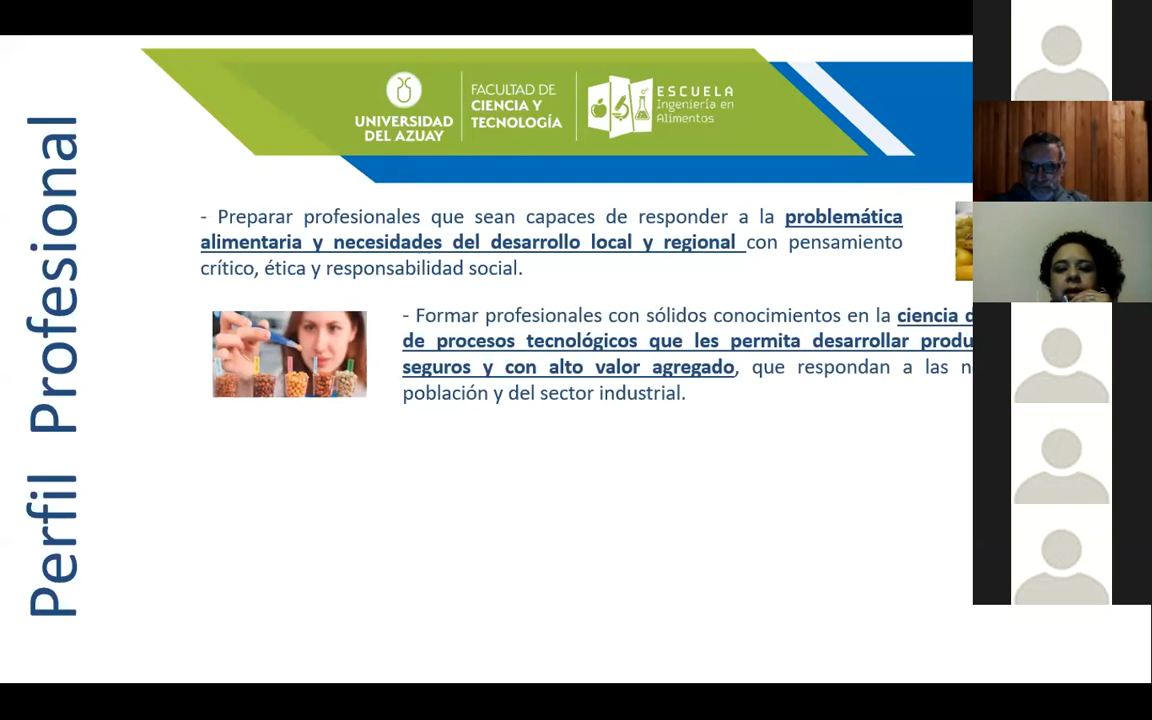 UNIVERSIDAD
DEL AZUAY
FACULTAD DE
CIENCIA Y
TECNOLOGÍA
ESCUELA
Ingeniería en
Alimentos
Perfil Profesional
- Preparar profesionales que sean capaces de responder a la problemática
alimentaria y necesidades del desarrollo local y regional con pensamiento
crítico, ética y responsabilidad social.
- Formar profesionales con sólidos conocimientos en la ciencia
de procesos tecnológicos que les permita desarrollar
seguros y con alto valor agregado, que respondan a las
población y del sector industrial.